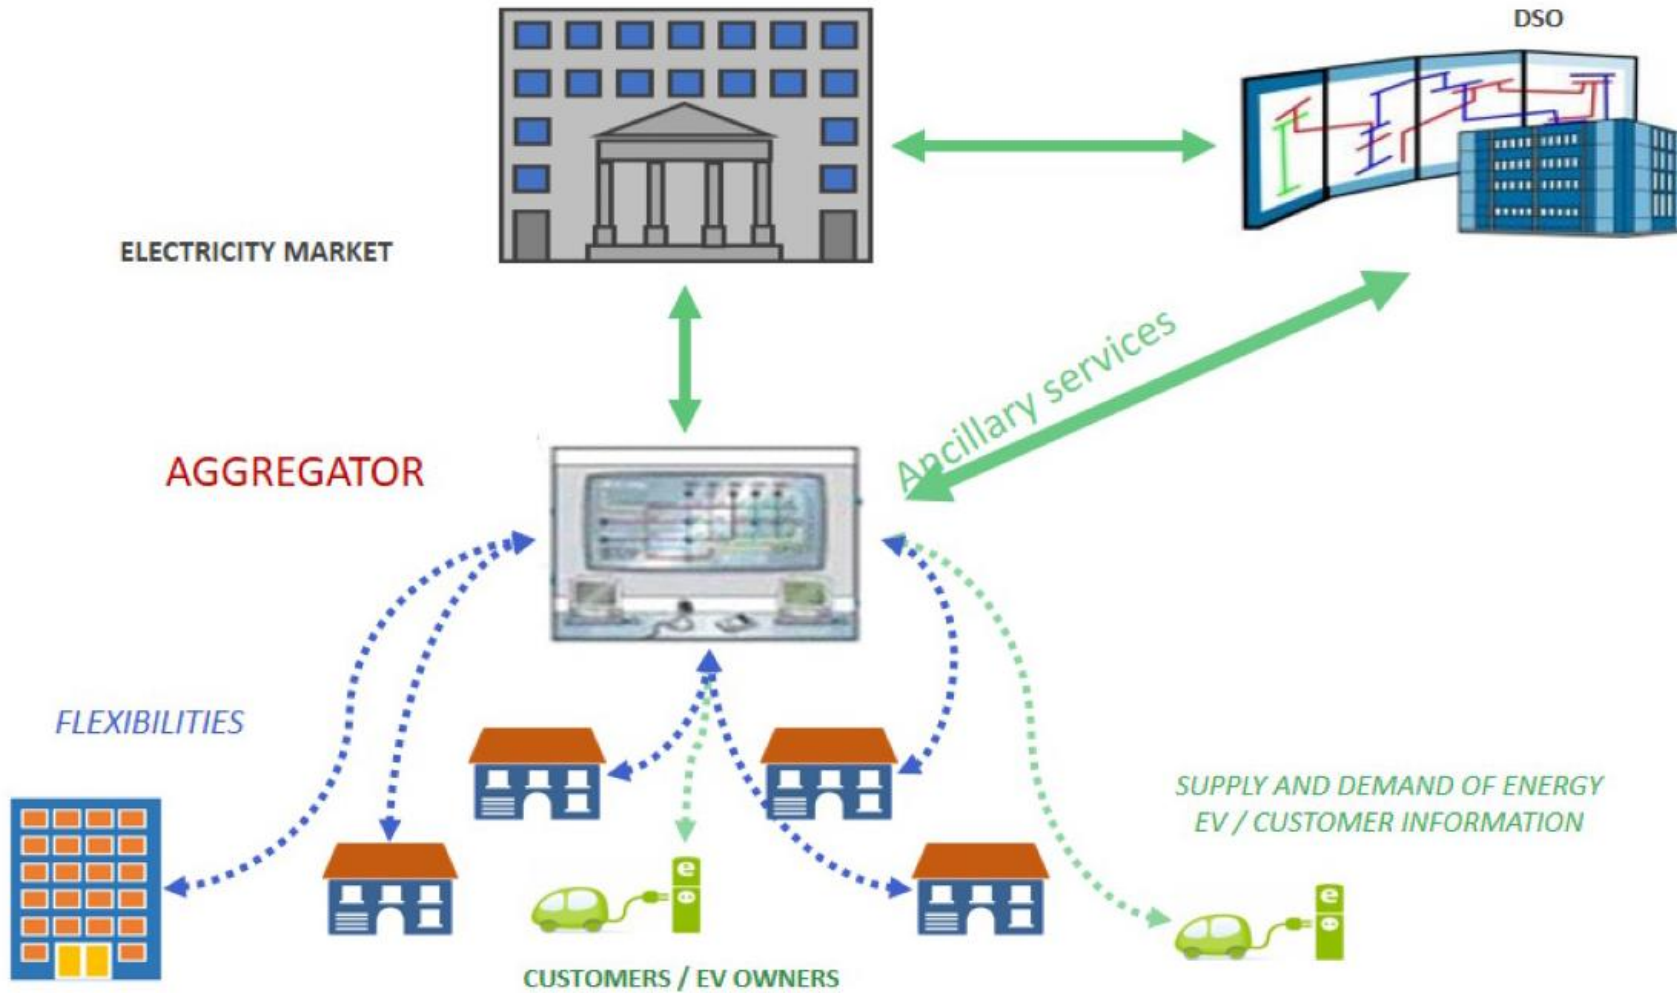 DSO
ELECTRICITY MARKET
Ancillary services
AGGREGATOR
FLEXIBILITIES
SUPPLY AND DEMAND OF ENERGY
EV / CUSTOMER INFORMATION
e
e
CUSTOMERS / EV OWNERS